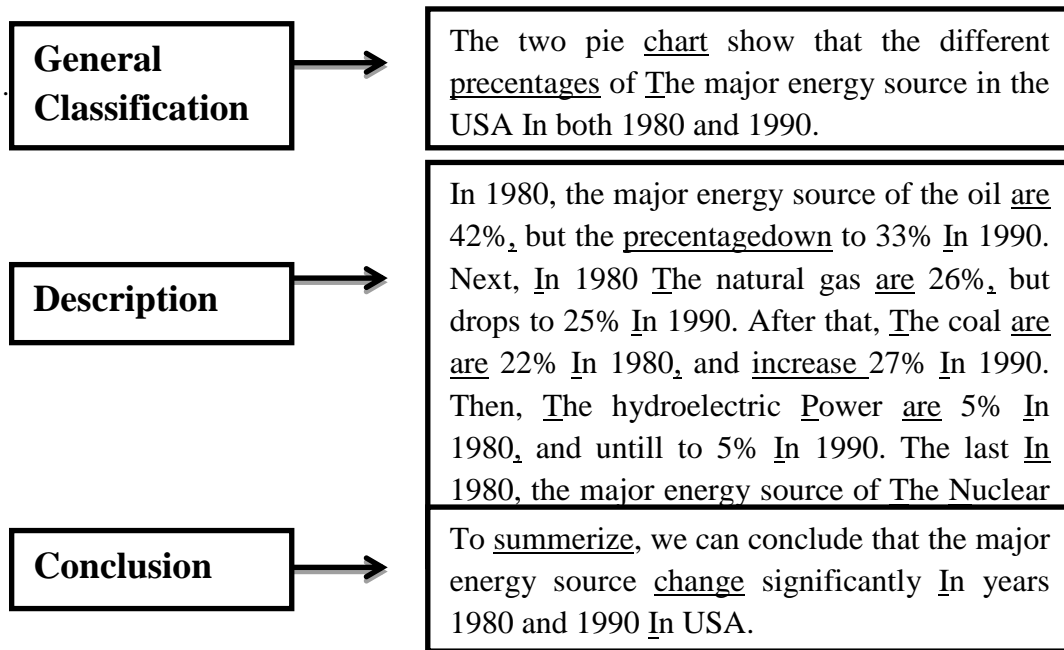 General
Classification
The two pie chart show that the different
precentages of The major energy source in the
USA In both 1980 and 1990.
.
Description
In 1980, the major energy source of the oil are
42%, but the precentagedown to 33% In 1990.
Next, In 1980 The natural gas are 26%, but
drops to 25% In 1990. After that, The coal are
are 22% In 1980, and increase 27% In 1990.
Then, The hydroelectric Power are 5% In
1980, and untill to 5% In 1990. The last In
1980, the major energy source of The Nuclear
Conclusion
To summerize, we can conclude that the major
energy source change significantly In years
1980 and 1990 In USA.